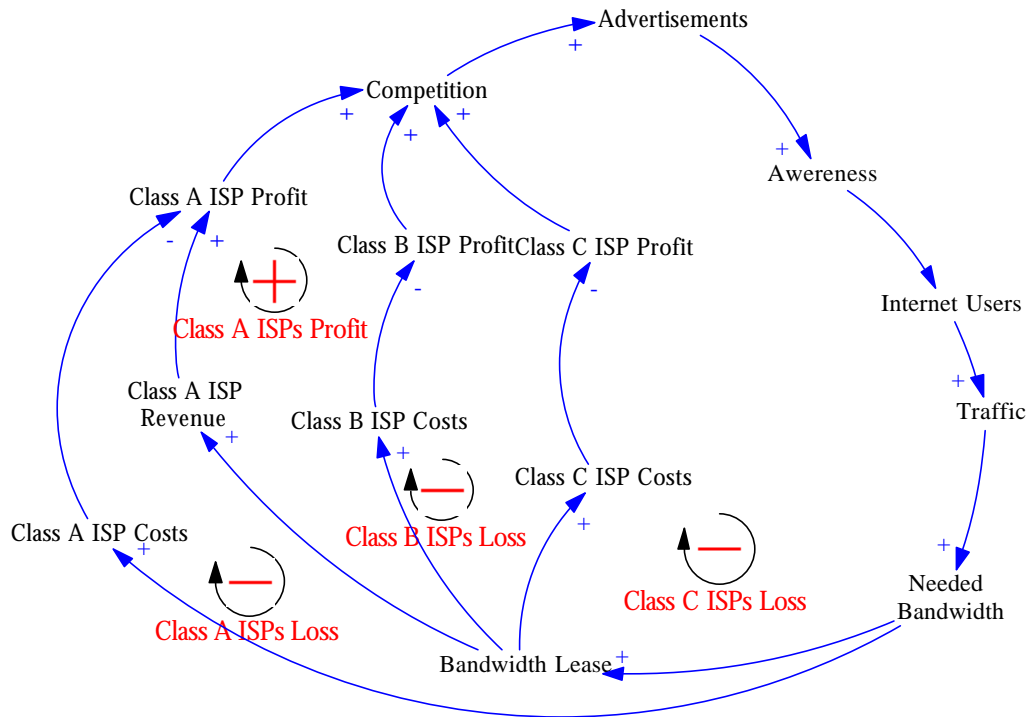 Advertisements
+
Competition
+
+
+
+
Awereness
Class A ISP Profit
-
+
Class B ISP Profit
Class C ISP Profit
-
-
Internet Users
Class A ISPs Profit
+
Class A ISP
Revenue
+
Traffic
Class B ISP Costs
+
Class C ISP Costs
+
Class A ISP Costs
+
Class B ISPs Loss
+
Needed
Bandwidth
Class C ISPs Loss
Class A ISPs Loss
Bandwidth Lease
+